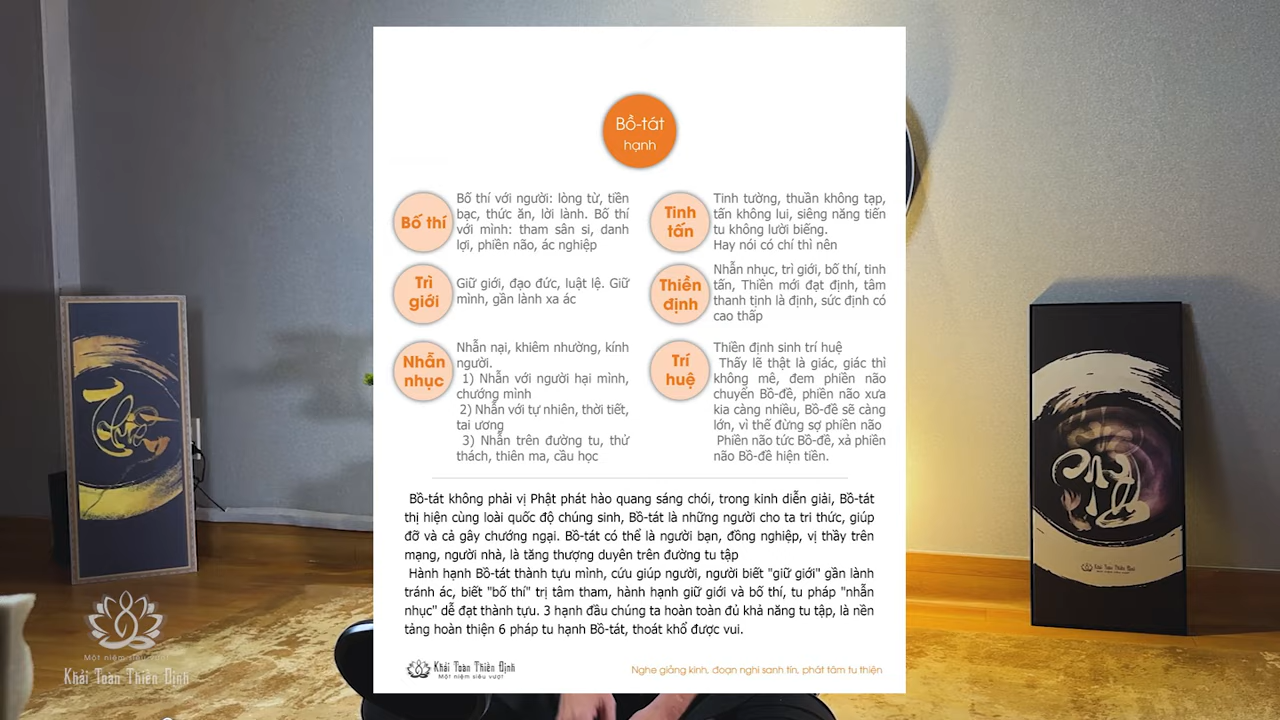 Bồ-tát
hạnh
Bố thí
Bố thí với người: lòng từ, tiền
bạc, thức ăn, lời lành. Bố thí
với mình: tham sân si, danh
lợi, phiền não, ác nghiệp
Trì
giới
Giữ giới, đạo đức, luật lệ. Giữ
mình, gần lành xa ác
Nhẫn
nhục
Nhẫn nại, khiêm nhường, kính
người.
1) Nhẫn với người hại mình,
chướng mình
2) Nhẫn với tự nhiên, thời tiết,
tai ương
3) Nhẫn trên đường tu, thử
thách, thiên ma, cầu học
Tinh
tấn
Tinh tường, thuần không tạp,
tấn không lui, siêng năng tiến
tu không lười biếng.
Hay nói có chí thì nên
Thiền
định
Nhẫn nhục, trì giới, bố thí, tinh
tấn, Thiền mới đạt định, tâm
thanh tịnh là định, sức định có
cao thấp
Trí
huệ
Thiền định sinh trí huệ
Thấy lẽ thật là giác, giác thì
không mê, đem phiền não
chuyển Bồ-đề, phiền não xưa
kia càng nhiều, Bồ-đề sẽ càng
lớn, vì thế đừng sợ phiền não
Phiền não tức Bồ-đề, xả phiền
não Bồ-đề hiện tiền.
Bồ-tát không phải vị Phật phát hào quang sáng chói, trong kinh diễn giải, Bồ-tát
thị hiện cùng loài quốc độ chúng sinh, Bồ-tát là những người cho ta tri thức, giúp
đỡ và cả gây chướng ngại. Bồ-tát có thể là người bạn, đồng nghiệp, vị thầy trên
mạng, người nhà, là tăng thượng duyên trên đường tu tập
Hành hạnh Bồ-tát thành tựu mình, cứu giúp người, người biết "giữ giới" gần lành
tránh ác, biết "bố thí" trị tâm tham, hành hạnh giữ giới và bố thí, tu pháp "nhẫn
nhục" dễ đạt thành tựu. 3 hạnh đầu chúng ta hoàn toàn đủ khả năng tu tập, là nền
tảng hoàn thiện 6 pháp tu hạnh Bồ-tát, thoát khổ được vui.
Khải Toàn Thiền Định
Một niệm siêu vượt
Nghe giảng kinh, đoạn nghi sanh tín, phát tâm tu thiện
Một niệm siêu vượt
Khải Toàn Thiền Định
Khải Toàn Thiền Định